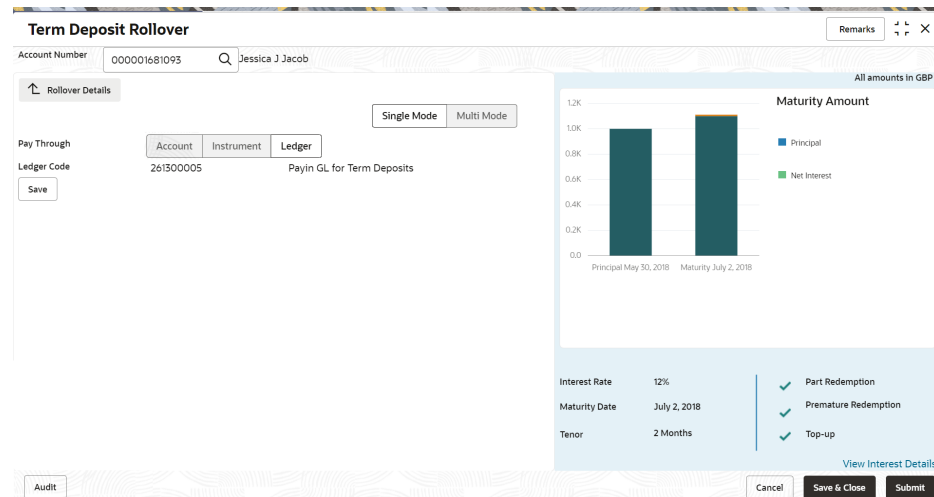 Term Deposit Rollover
Remarks
Account Number
000001681093
Jessica J Jacob
Rollover Details
Single Mode
Multi Mode
Pay Through
Account
Instrument
Ledger
Ledger Code
261300005
Payin GL for Term Deposits
Save
All amounts in GBP
Maturity Amount
1.2K
1.0K
0.8K
0.6K
0.4K
0.2K
0.0
Principal May 30, 2018
Maturity July 2, 2018
Principal
Net Interest
Interest Rate
12%
Maturity Date
July 2, 2018
Tenor
2 Months
Part Redemption
Premature Redemption
Top-up
View Interest Details
Audit
Cancel
Save & Close
Submit